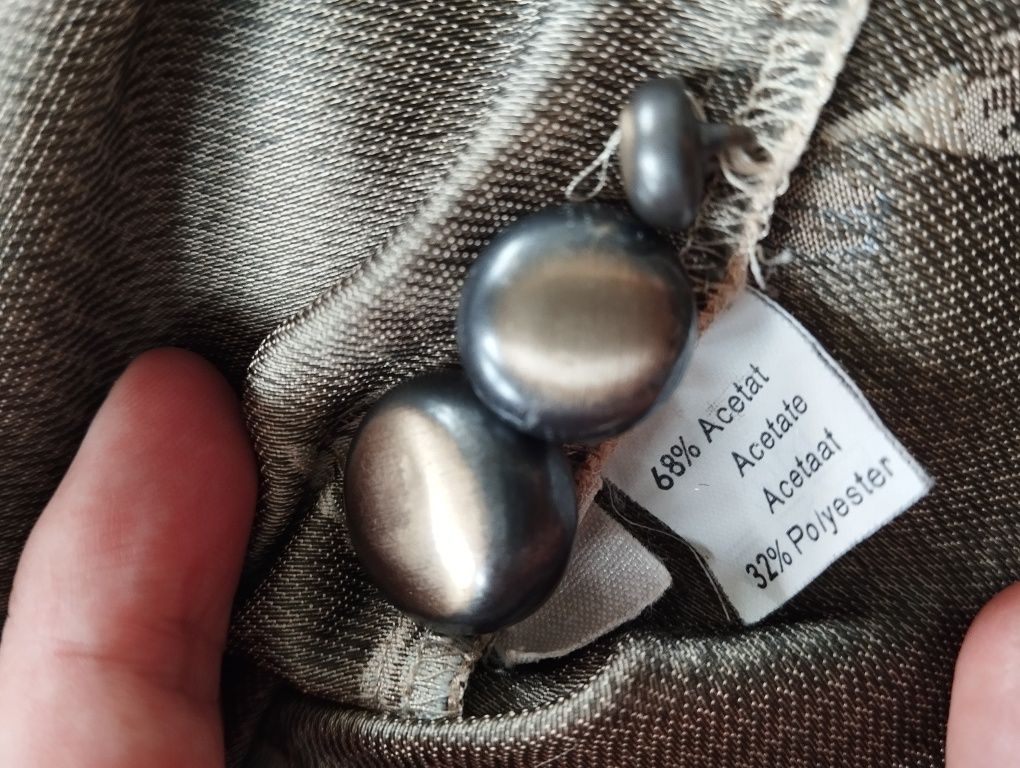 68% Acetat
Acetate
Acetaat
32% Polyester